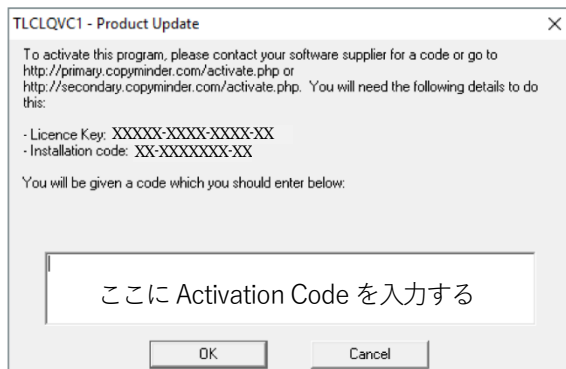 TLCLQVC1 - Product Update
To activate this program, please contact your software supplier for a code or go to
http://primary.copyminder.com/activate.php or
http://secondary.copyminder.com/activate.php. You will need the following details to do
this:
- Licence Key: XXXXX-XXXX-XXXX-XX
- Installation code: XX-XXXXXXX-XX
You will be given a code which you should enter below:
ここに Activation Code を入力する
OK Cancel